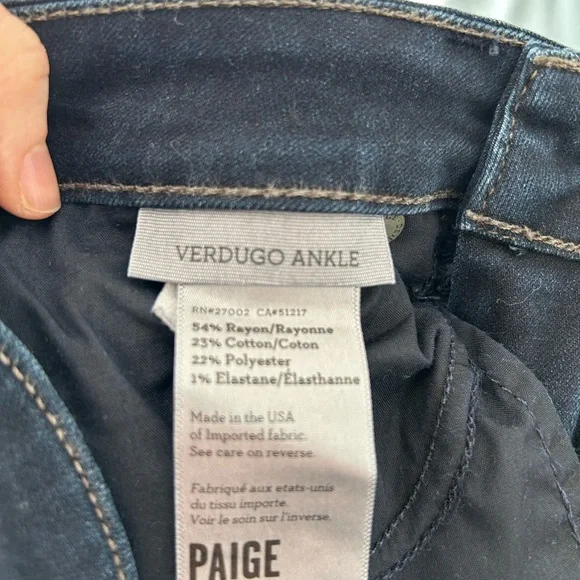 VERDUGO ANKLE
RN#27002 CA#51217
54% Rayon/Rayonne
23% Cotton/Coton
22% Polyester
1% Elastane/Élasthanne
Made in the USA
of Imported fabric.
See care on reverse.
Fabriqué aux etats-unis
du tissu importe.
Voir le soin sur l'inverse.
PAIGE